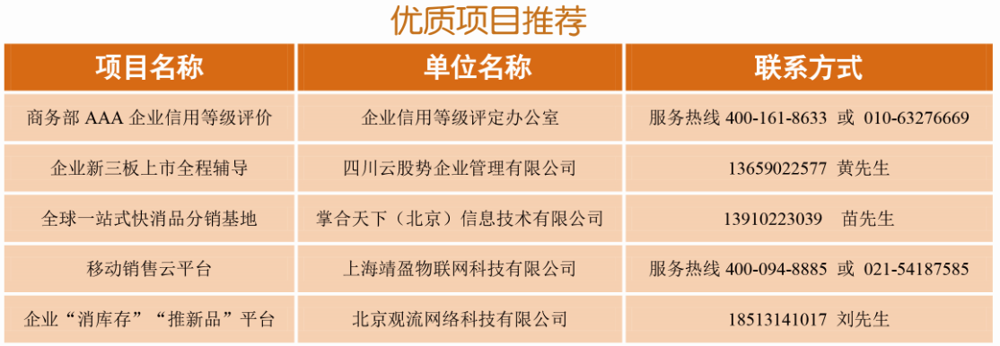 优质项目推荐
项目名称 单位名称 联系方式
商务部 AAA 企业信用等级评价 企业信用等级评定办公室 服务热线 400-161-8633 或 010-63276669
企业新三板上市全程辅导 四川云股势企业管理有限公司 13659022577 黄先生
全球一站式快消品分销基地 掌合天下（北京）信息技术有限公司 13910223039 苗先生
移动销售云平台 上海靖盈物联网科技有限公司 服务热线 400-094-8885 或 021-54187585
企业“消库存”“推新品”平台 北京观流网络科技有限公司 18513141017 刘先生